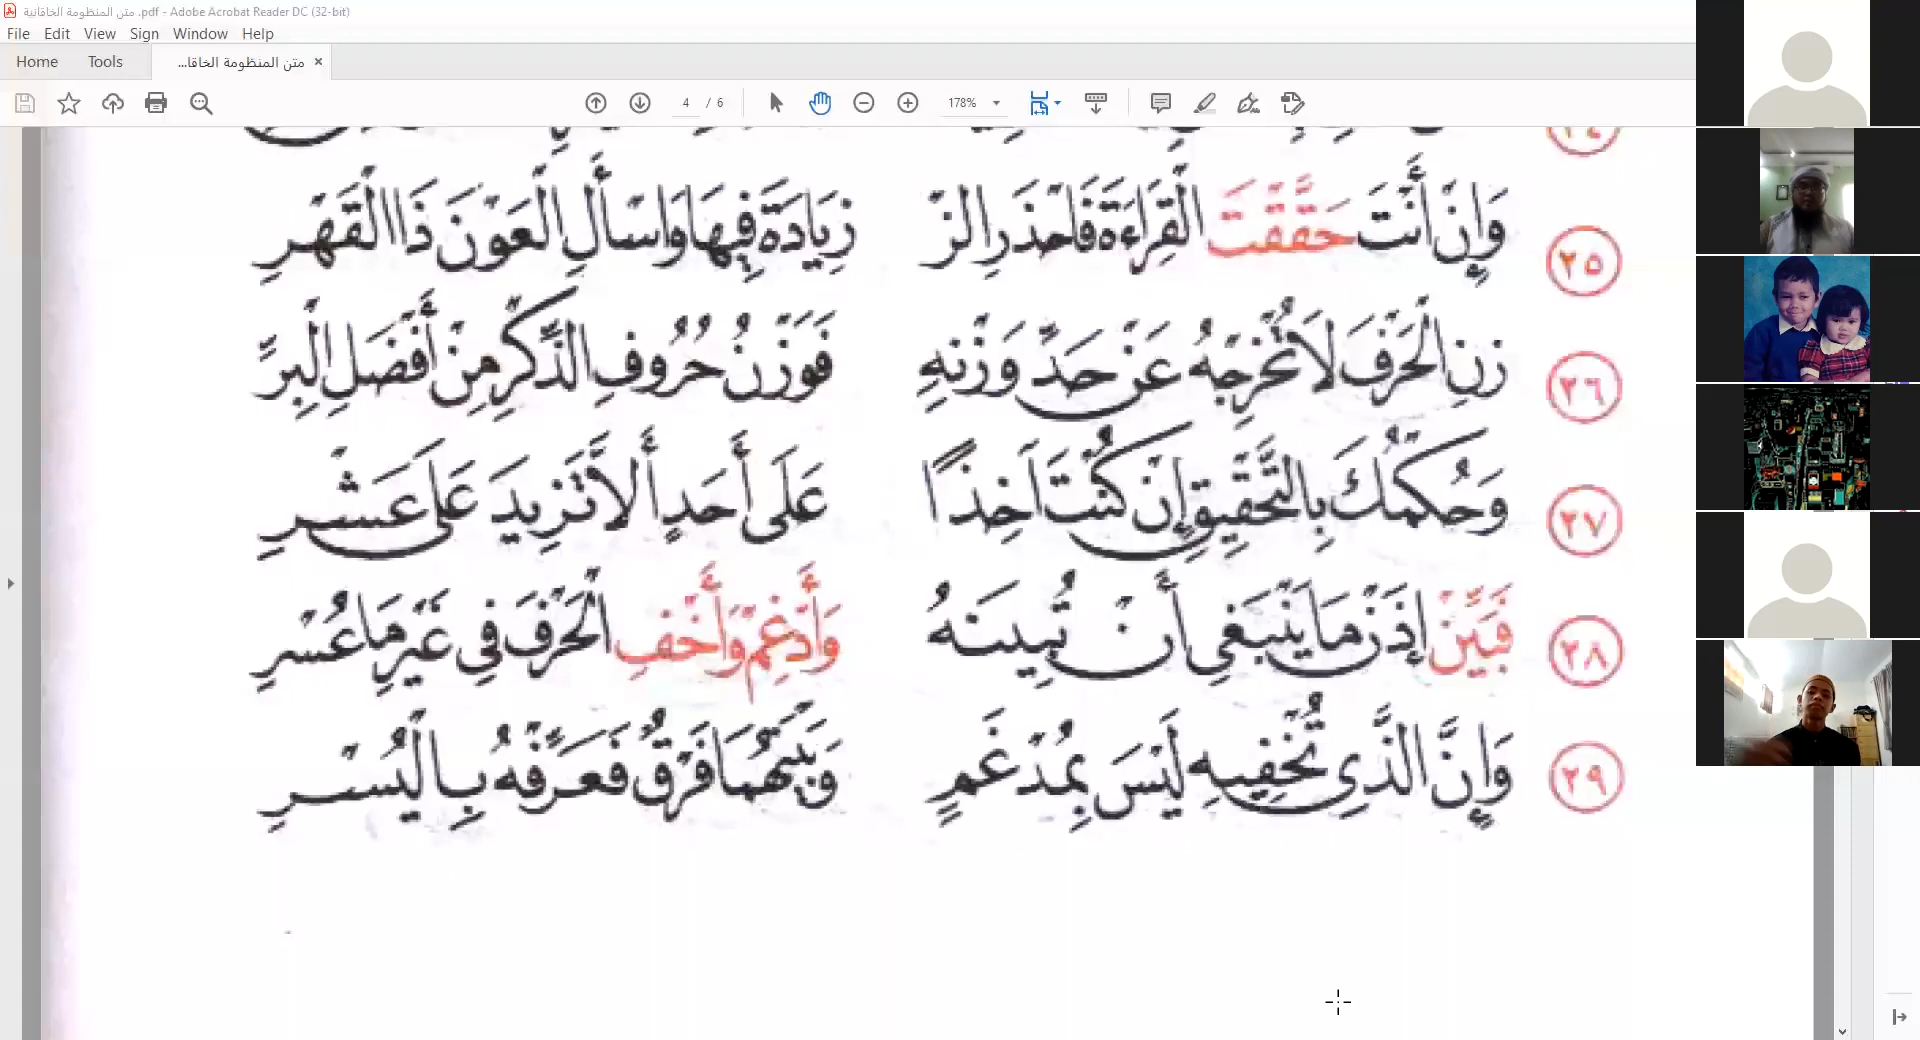 متن المنظومة الخاقانية .pdf - Adobe Acrobat Reader DC (32-bit)
File Edit View Sign Window Help
Home Tools متن المنظومة الخاقا...
4 / 6 178%
٢٤
٢٥ وَإِنْ أَنْتَ حَقَّقْتَ الْقِرَاءَةَ فَاحْذَرِ الزْ زِيَادَةَ فِيهَا وَاسْأَلِ الْعَوْنَ ذَا الْقَهْرِ
٢٦ زِنِ الْحَرْفَ لَا تُخْرِجْهُ عَنْ حَدِّ وَزْنِهِ فَوَزْنُ حُرُوفِ الذِّكْرِ مِنْ أَفْضَلِ الْبِرِّ
٢٧ وَحُكْمُكَ بِالتَّحْقِيقِ إِنْ كُنْتَ آخِذًا عَلَى أَحَدٍ أَلَّا تَزِيدَ عَلَى عَشْرِ
٢٨ فَبَيِّنْ إِذَنْ مَا يَنْبَغِي أَنْ تُبِينَهُ وَأَدْغِمْ وَأَخْفِ الْحَرْفَ فِي غَيْرِ مَا عُسْرِ
٢٩ وَإِنَّ الَّذِي تُخْفِيهِ لَيْسَ بِمُدْغَمٍ وَبَيْنَهُمَا فَرْقٌ فَعَرِّفْهُ بِالْيُسْرِ